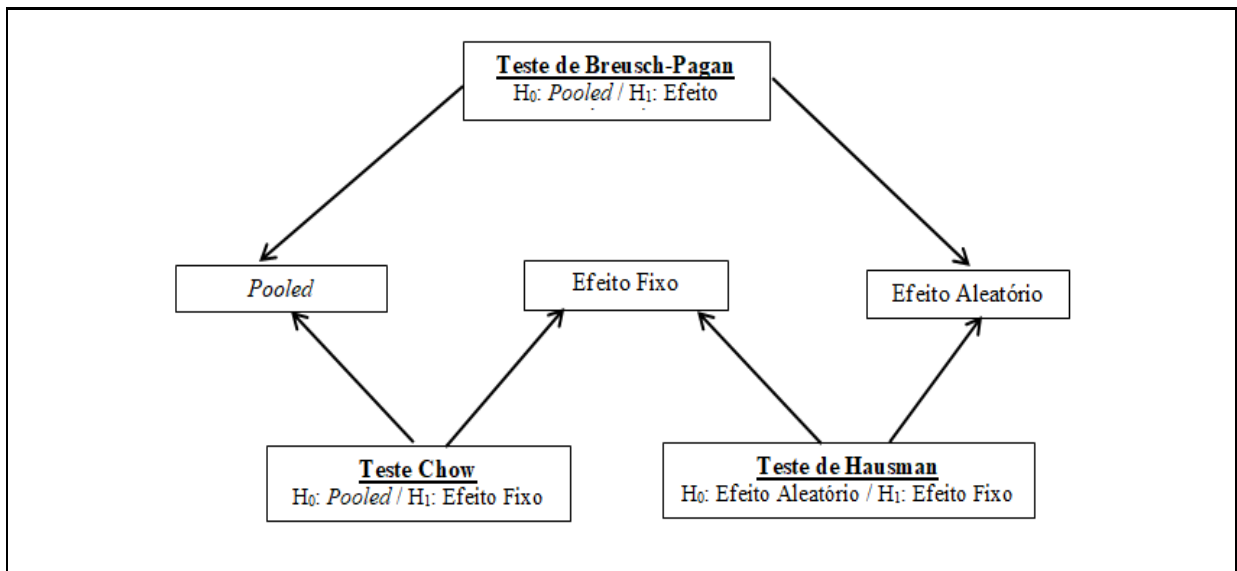 Teste de Breusch-Pagan
H₀: Pooled / H₁: Efeito
Pooled
Efeito Fixo
Efeito Aleatório
Teste Chow
H₀: Pooled / H₁: Efeito Fixo
Teste de Hausman
H₀: Efeito Aleatório / H₁: Efeito Fixo